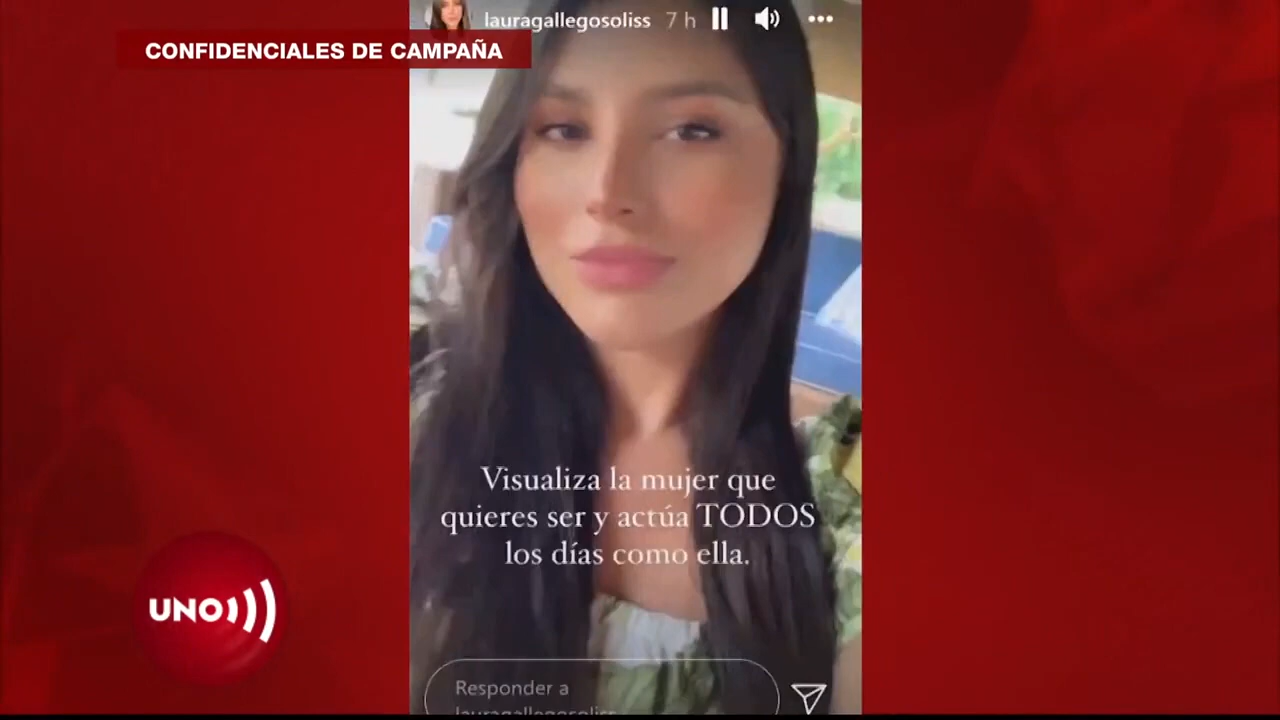 lauragallegosoliss 7 h
CONFIDENCIALES DE CAMPAÑA
Visualiza la mujer que
quieres ser y actúa TODOS
los días como ella.
UNO
Responder a
lauragallegosoliss